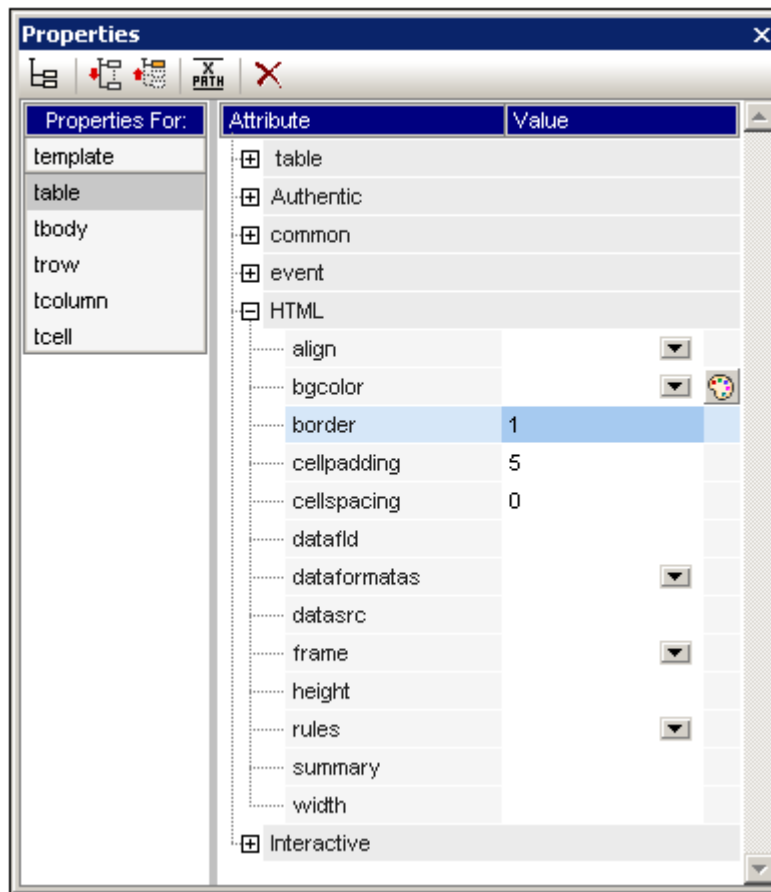 Properties
X
PATH
Properties For:
template
table
tbody
trow
tcolumn
tcell
Attribute Value
table
Authentic
common
event
HTML
align
bgcolor
border 1
cellpadding 5
cellspacing 0
datafld
dataformatas
datasrc
frame
height
rules
summary
width
Interactive